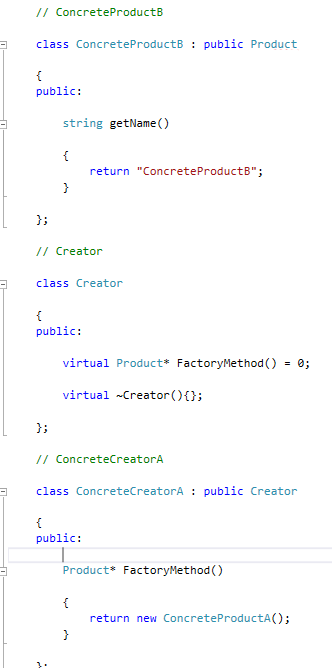 // ConcreteProductB
class ConcreteProductB : public Product
{
public:
string getName()
{
return "ConcreteProductB";
}
};
// Creator
class Creator
{
public:
virtual Product* FactoryMethod() = 0;
virtual ~Creator(){};
};
// ConcreteCreatorA
class ConcreteCreatorA : public Creator
{
public:
Product* FactoryMethod()
{
return new ConcreteProductA();
}
};